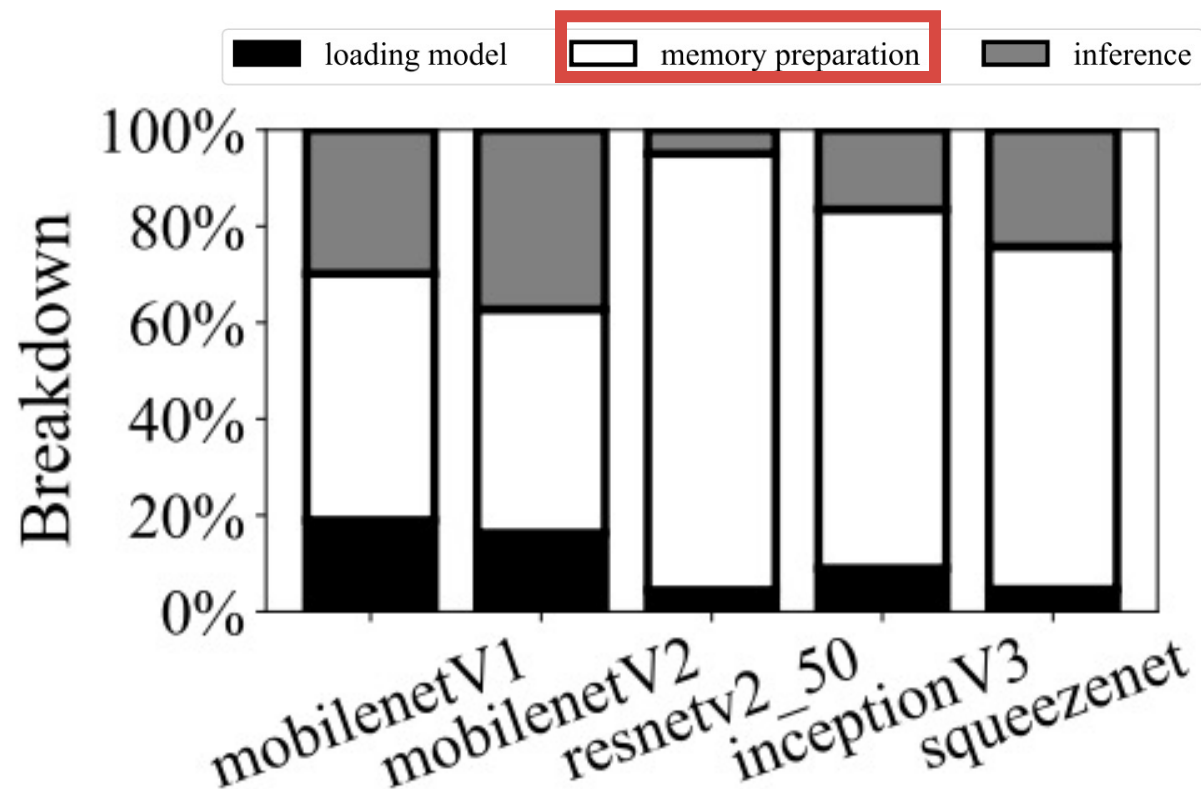 loading model memory preparation inference
100%
80%
60%
40%
20%
0%
Breakdown
mobilenetV1
mobilenetV2
resnetv2_50
inceptionV3
squeezenet